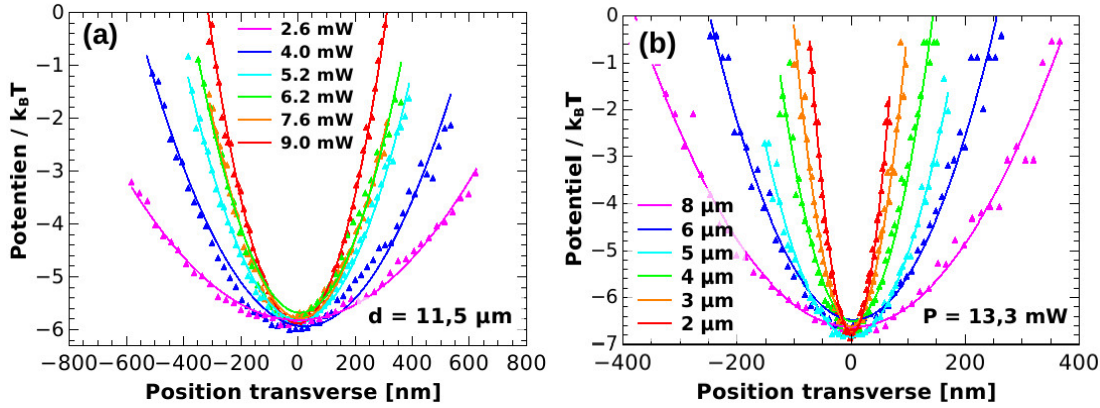 (a)
2.6 mW
4.0 mW
5.2 mW
6.2 mW
7.6 mW
9.0 mW
d = 11,5 µm
0
−1
−2
−3
−4
−5
−6
−800 −600 −400 −200 0 200 400 600 800
Potentien / kBT
Position transverse [nm]
(b)
8 µm
6 µm
5 µm
4 µm
3 µm
2 µm
P = 13,3 mW
0
−1
−2
−3
−4
−5
−6
−7
−400 −200 0 200 400
Potentiel / kBT
Position transverse [nm]